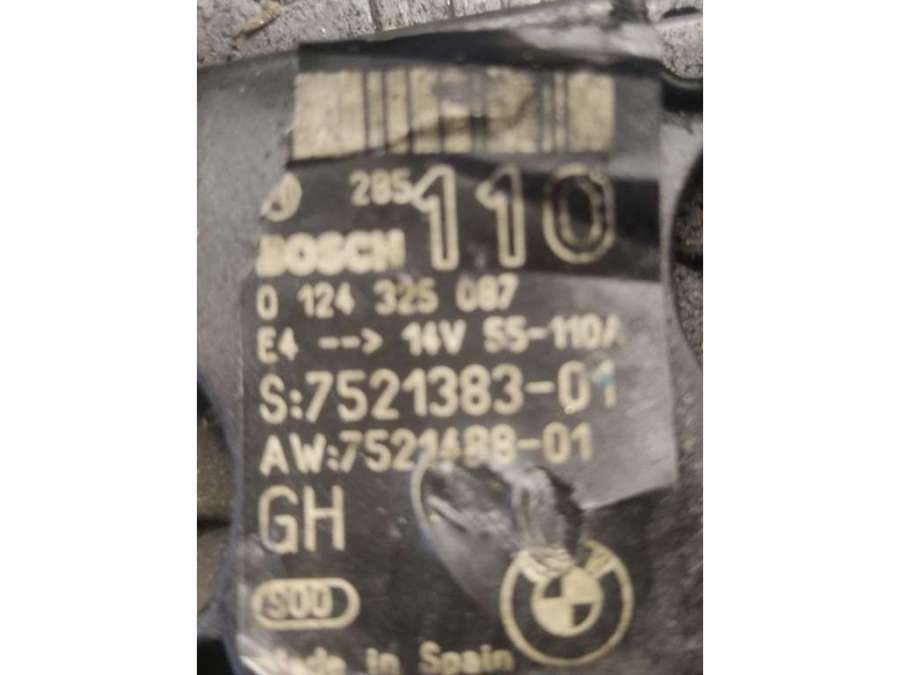 285
110
BOSCH
0 124 325 087
E4 --> 14V 55-110A
S:7521383-01
AW:7521488-01
GH
Made in Spain